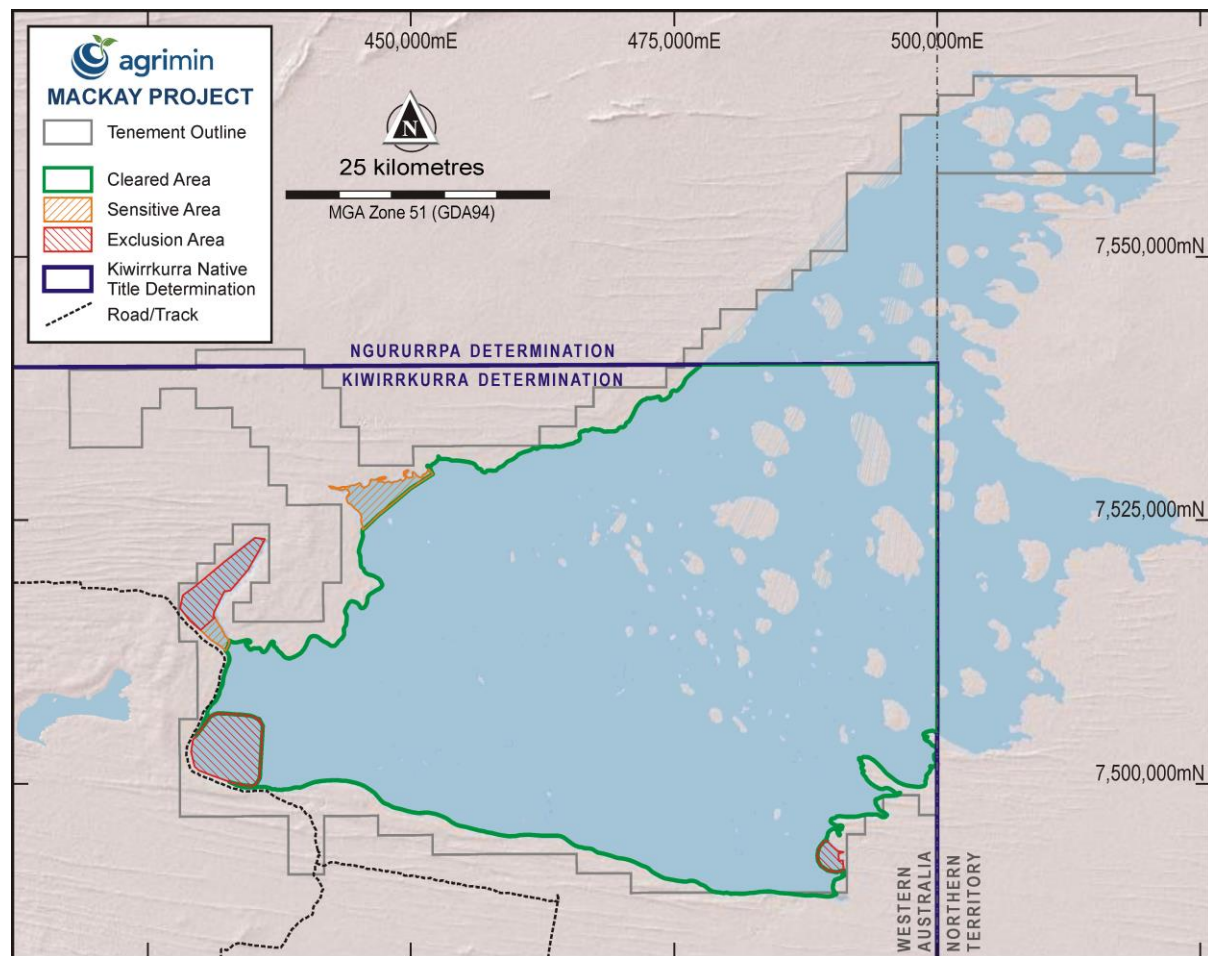 agrimin
MACKAY PROJECT
Tenement Outline
Cleared Area
Sensitive Area
Exclusion Area
Kiwirrkurra Native
Title Determination
Road/Track
450,000mE
475,000mE
500,000mE
N
25 kilometres
MGA Zone 51 (GDA94)
7,550,000mN
NGURURRPA DETERMINATION
KIWIRRKURRA DETERMINATION
7,525,000mN
7,500,000mN
WESTERN
AUSTRALIA
NORTHERN
TERRITORY